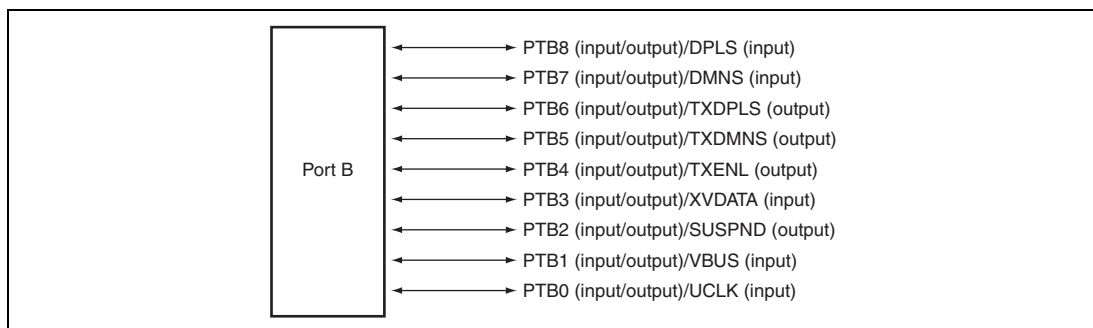 Port B
PTB8 (input/output)/DPLS (input)
PTB7 (input/output)/DMNS (input)
PTB6 (input/output)/TXDPLS (output)
PTB5 (input/output)/TXDMNS (output)
PTB4 (input/output)/TXENL (output)
PTB3 (input/output)/XVDATA (input)
PTB2 (input/output)/SUSPND (output)
PTB1 (input/output)/VBUS (input)
PTB0 (input/output)/UCLK (input)